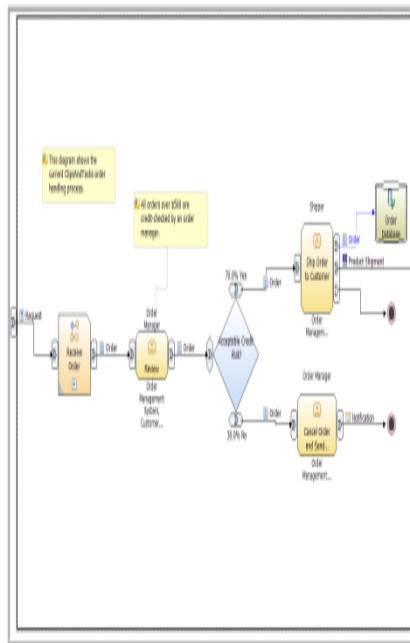 This diagram shows the
current ClipsAndTacks order
handling process.
All orders over $500 are
credit-checked by an order
manager.
Request
Receive
Order
Order
Order
Manager
Review
Order
Management
System,
Customer...
Order
Acceptable Credit
Risk?
70.0% Yes
Order
30.0% No
Order
Shipper
Ship Order
to Customer
Order
Managem...
Order
Product Shipment
Order
Database
Order Manager
Cancel Order
and Send...
Order
Management...
Notification